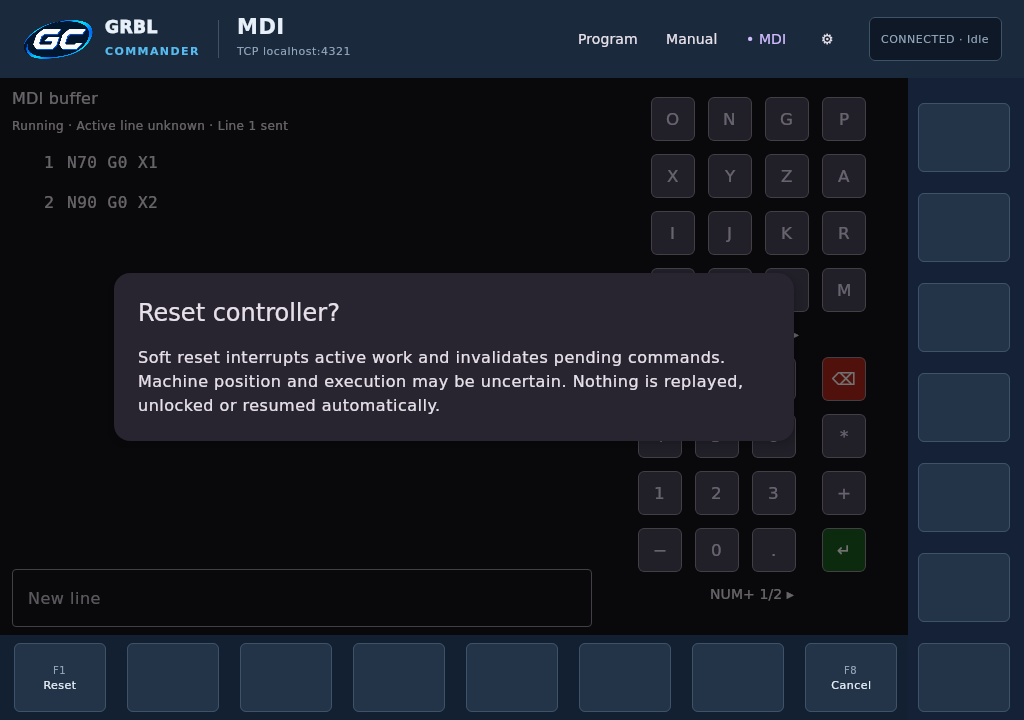 GC GRBL COMMANDER
MDI
TCP localhost:4321
Program Manual • MDI ⚙ CONNECTED · Idle
MDI buffer
Running · Active line unknown · Line 1 sent
1 N70 G0 X1
2 N90 G0 X2
O N G P
X Y Z A
I J K R
M
Reset controller?
Soft reset interrupts active work and invalidates pending commands.
Machine position and execution may be uncertain. Nothing is replayed,
unlocked or resumed automatically.
⌫
*
1 2 3 +
− 0 . ↵
New line
NUM+ 1/2 ▸
F1
Reset
F8
Cancel